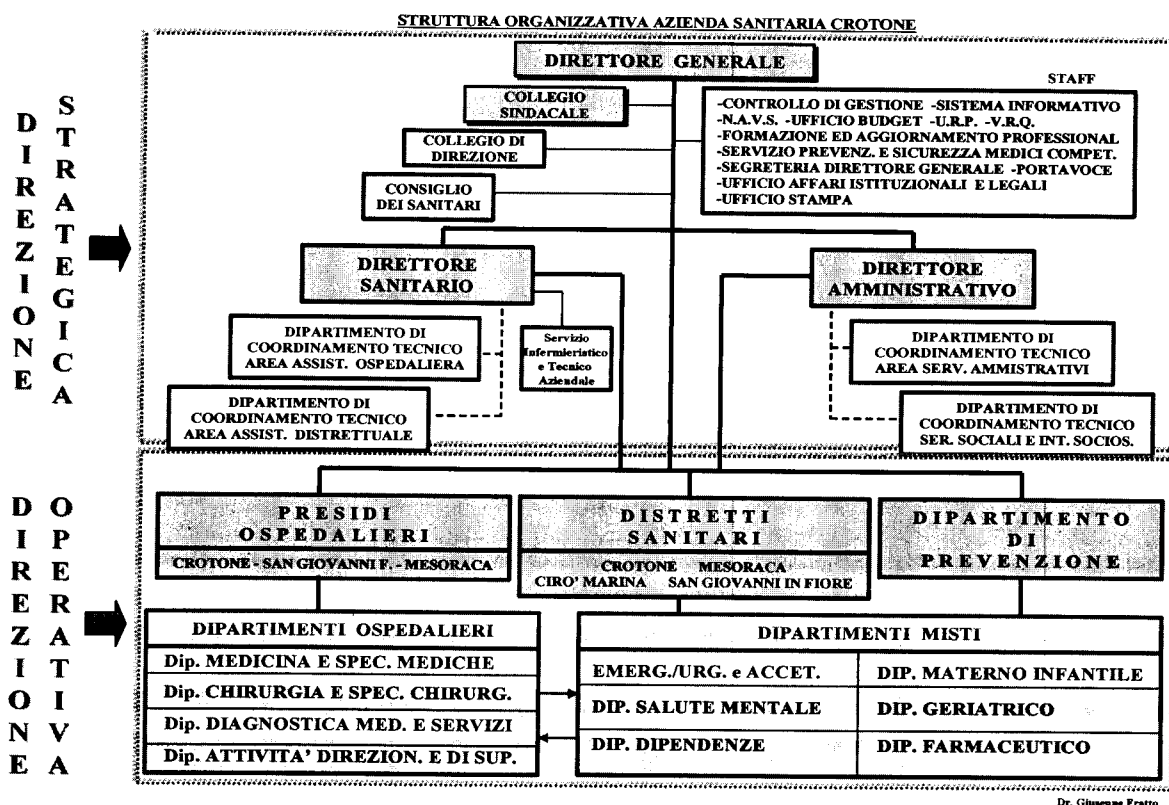 STRUTTURA ORGANIZZATIVA AZIENDA SANITARIA CROTONE
DIREZIONE
STRATEGICA
DIRETTORE GENERALE
COLLEGIO
SINDACALE
COLLEGIO DI
DIREZIONE
CONSIGLIO
DEI SANITARI
STAFF
-CONTROLLO DI GESTIONE -SISTEMA INFORMATIVO
-N.A.V.S. -UFFICIO BUDGET -U.R.P. -V.R.Q.
-FORMAZIONE ED AGGIORNAMENTO PROFESSIONAL
-SERVIZIO PREVENZ. E SICUREZZA MEDICI COMPET.
-SEGRETERIA DIRETTORE GENERALE -PORTAVOCE
-UFFICIO AFFARI ISTITUZIONALI E LEGALI
-UFFICIO STAMPA
DIRETTORE
SANITARIO
DIRETTORE
AMMINISTRATIVO
DIPARTIMENTO DI
COORDINAMENTO TECNICO
AREA ASSIST. OSPEDALIERA
Servizio
Infermieristico
e Tecnico
Aziendale
DIPARTIMENTO DI
COORDINAMENTO TECNICO
AREA SERV. AMMISTRATIVI
DIPARTIMENTO DI
COORDINAMENTO TECNICO
AREA ASSIST. DISTRETTUALE
DIPARTIMENTO DI
COORDINAMENTO TECNICO
SER. SOCIALI E INT. SOCIOS.
DIREZIONE
OPERATIVA
PRESIDI
OSPEDALIERI
CROTONE - SAN GIOVANNI F. - MESORACA
DISTRETTI
SANITARI
CROTONE MESORACA
CIRO' MARINA SAN GIOVANNI IN FIORE
DIPARTIMENTO
DI
PREVENZIONE
DIPARTIMENTI OSPEDALIERI
Dip. MEDICINA E SPEC. MEDICHE
Dip. CHIRURGIA E SPEC. CHIRURG.
Dip. DIAGNOSTICA MED. E SERVIZI
Dip. ATTIVITA' DIREZION. E DI SUP.
DIPARTIMENTI MISTI
EMERG./URG. e ACCET.
DIP. MATERNO INFANTILE
DIP. SALUTE MENTALE
DIP. GERIATRICO
DIP. DIPENDENZE
DIP. FARMACEUTICO
Dr. Giuseppe Fratto